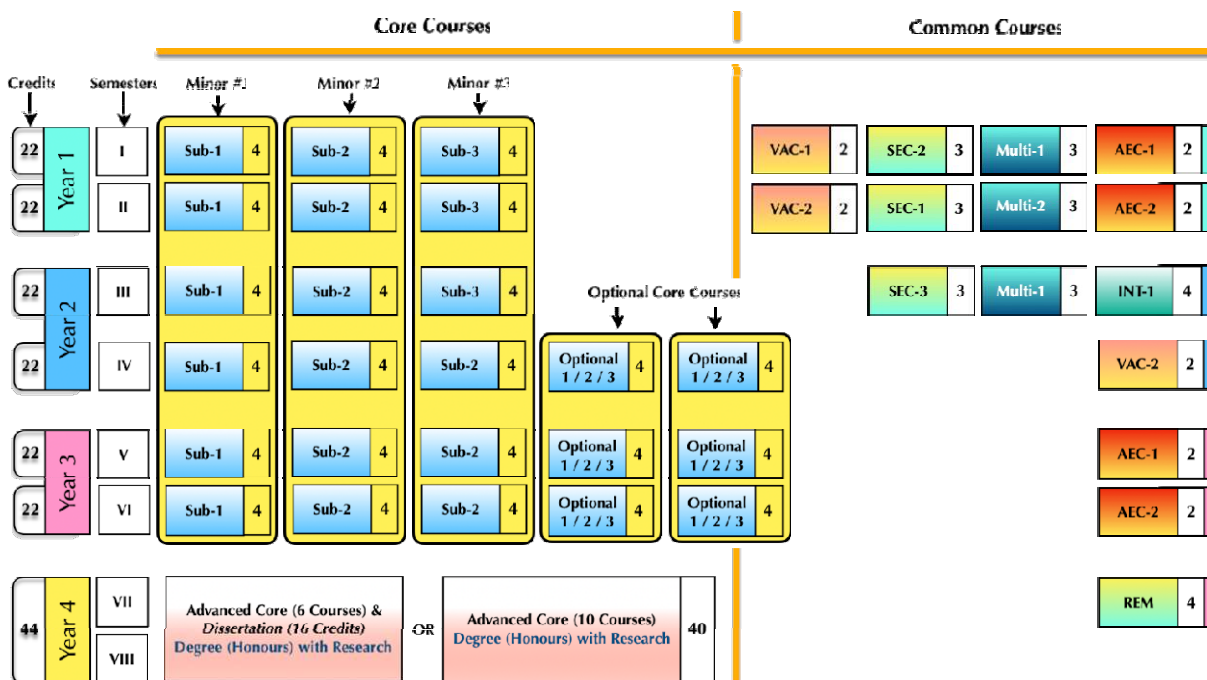 Core Courses
Common Courses
Credits Semesters Minor #1 Minor #2 Minor #3
22 Year 1 I Sub-1 4 Sub-2 4 Sub-3 4 VAC-1 2 SEC-2 3 Multi-1 3 AEC-1 2
22 II Sub-1 4 Sub-2 4 Sub-3 4 VAC-2 2 SEC-1 3 Multi-2 3 AEC-2 2
22 Year 2 III Sub-1 4 Sub-2 4 Sub-3 4 SEC-3 3 Multi-1 3 INT-1 4
Optional Core Courses
22 IV Sub-1 4 Sub-2 4 Sub-2 4 Optional 4 Optional 4 VAC-2 2
1 / 2 / 3 1 / 2 / 3
22 Year 3 V Sub-1 4 Sub-2 4 Sub-2 4 Optional 4 Optional 4 AEC-1 2
1 / 2 / 3 1 / 2 / 3
22 VI Sub-1 4 Sub-2 4 Sub-2 4 Optional 4 Optional 4 AEC-2 2
1 / 2 / 3 1 / 2 / 3
44 Year 4 VII
VIII
Advanced Core (6 Courses) &
Dissertation (16 Credits)
Degree (Honours) with Research
OR
Advanced Core (10 Courses)
Degree (Honours) with Research
40
REM 4